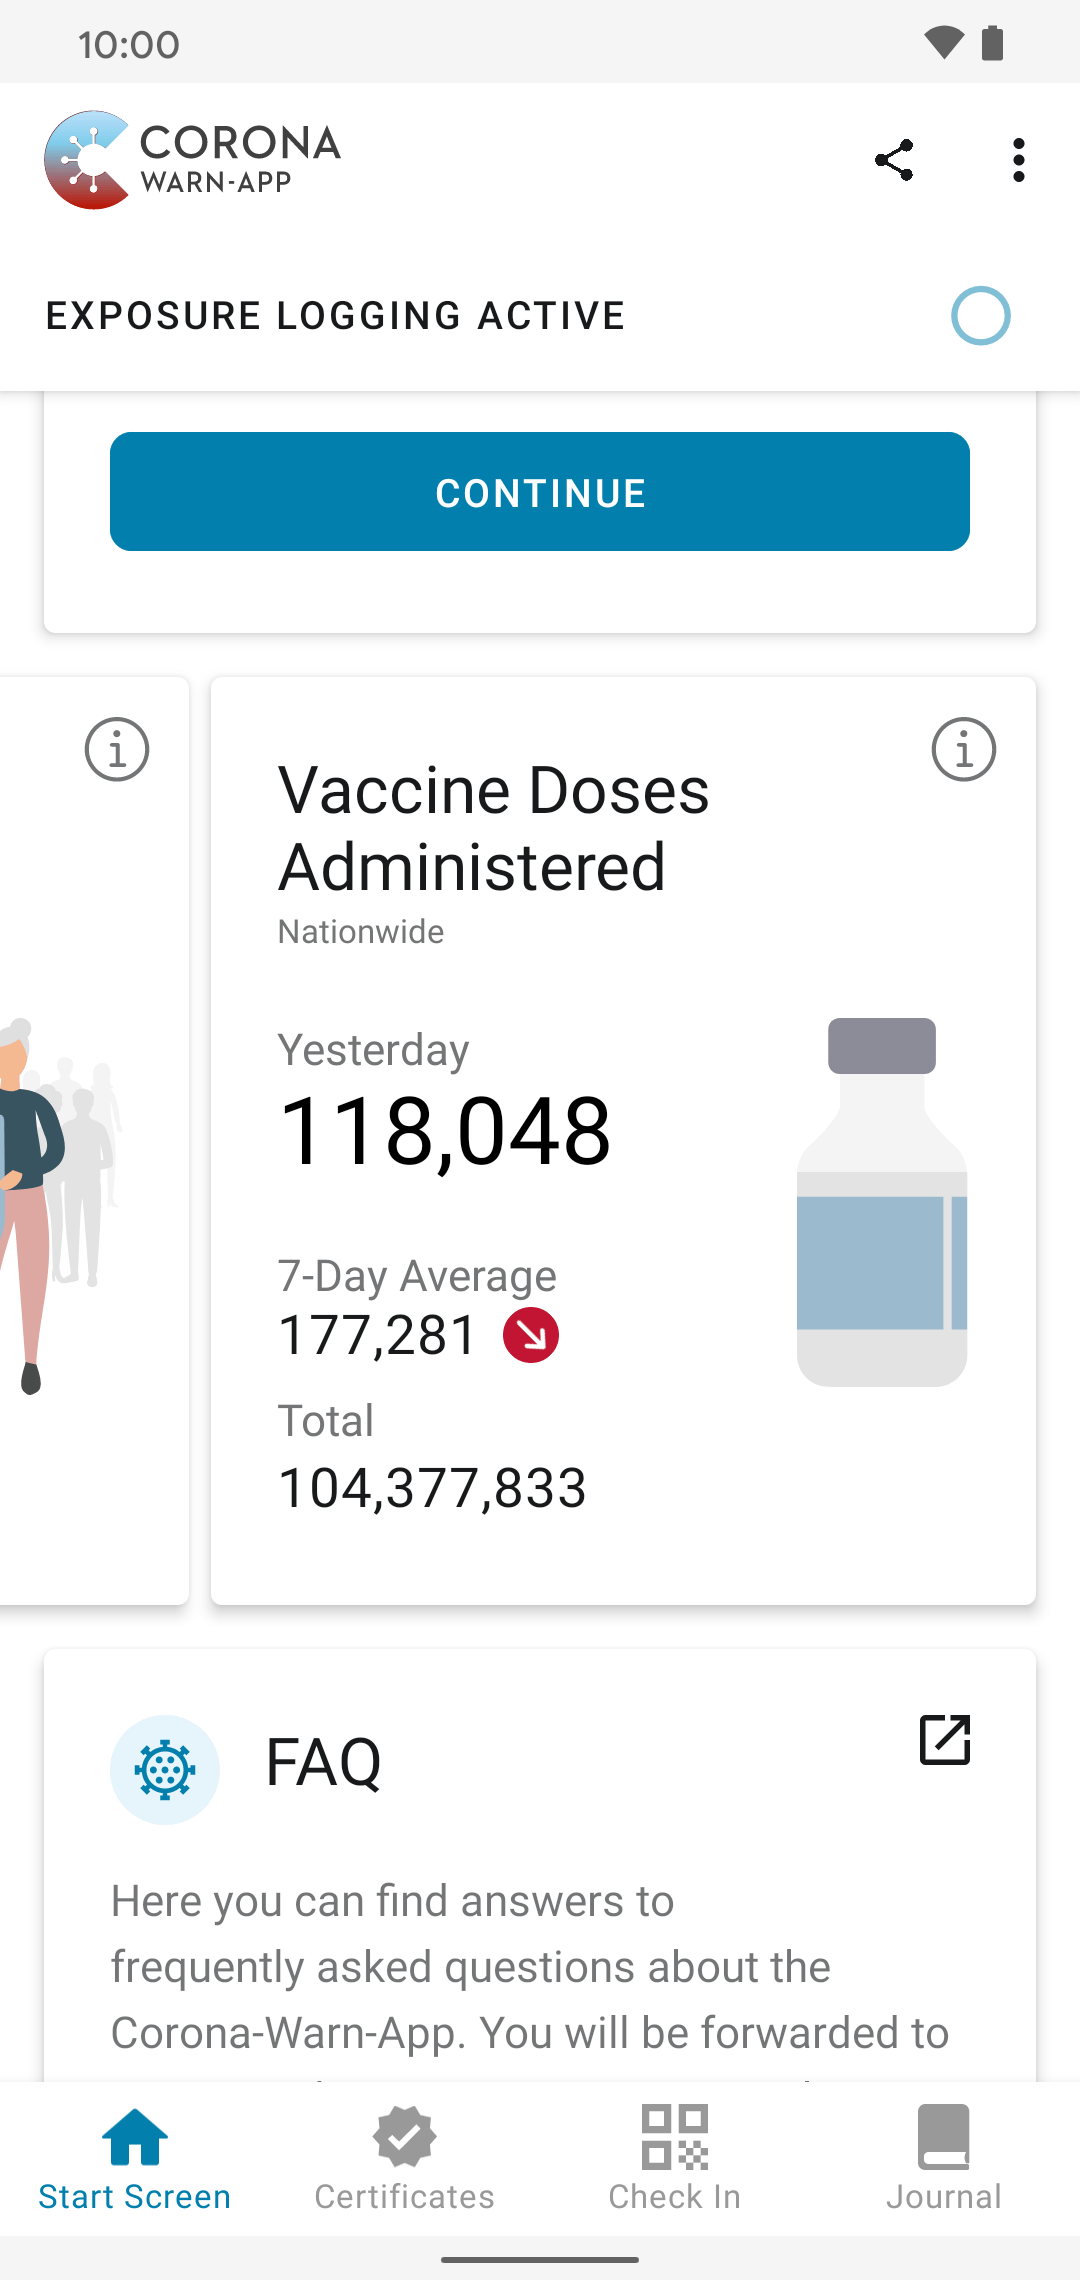 10:00
CORONA
WARN-APP
EXPOSURE LOGGING ACTIVE
CONTINUE
Vaccine Doses
Administered
Nationwide
Yesterday
118,048
7-Day Average
177,281
Total
104,377,833
FAQ
Here you can find answers to
frequently asked questions about the
Corona-Warn-App. You will be forwarded to
Start Screen
Certificates
Check In
Journal